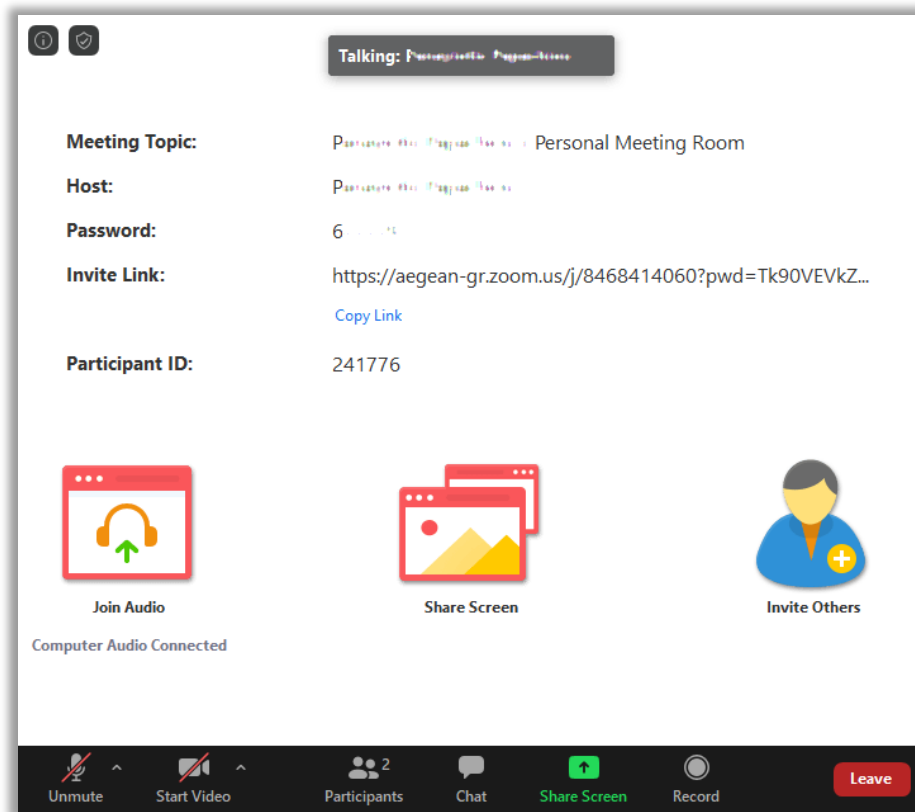 Talking:
Meeting Topic: Personal Meeting Room
Host:
Password: 6
Invite Link: https://aegean-gr.zoom.us/j/8468414060?pwd=Tk90VEVkZ...
Copy Link
Participant ID: 241776
Join Audio Share Screen Invite Others
Computer Audio Connected
2
Unmute Start Video Participants Chat Share Screen Record Leave